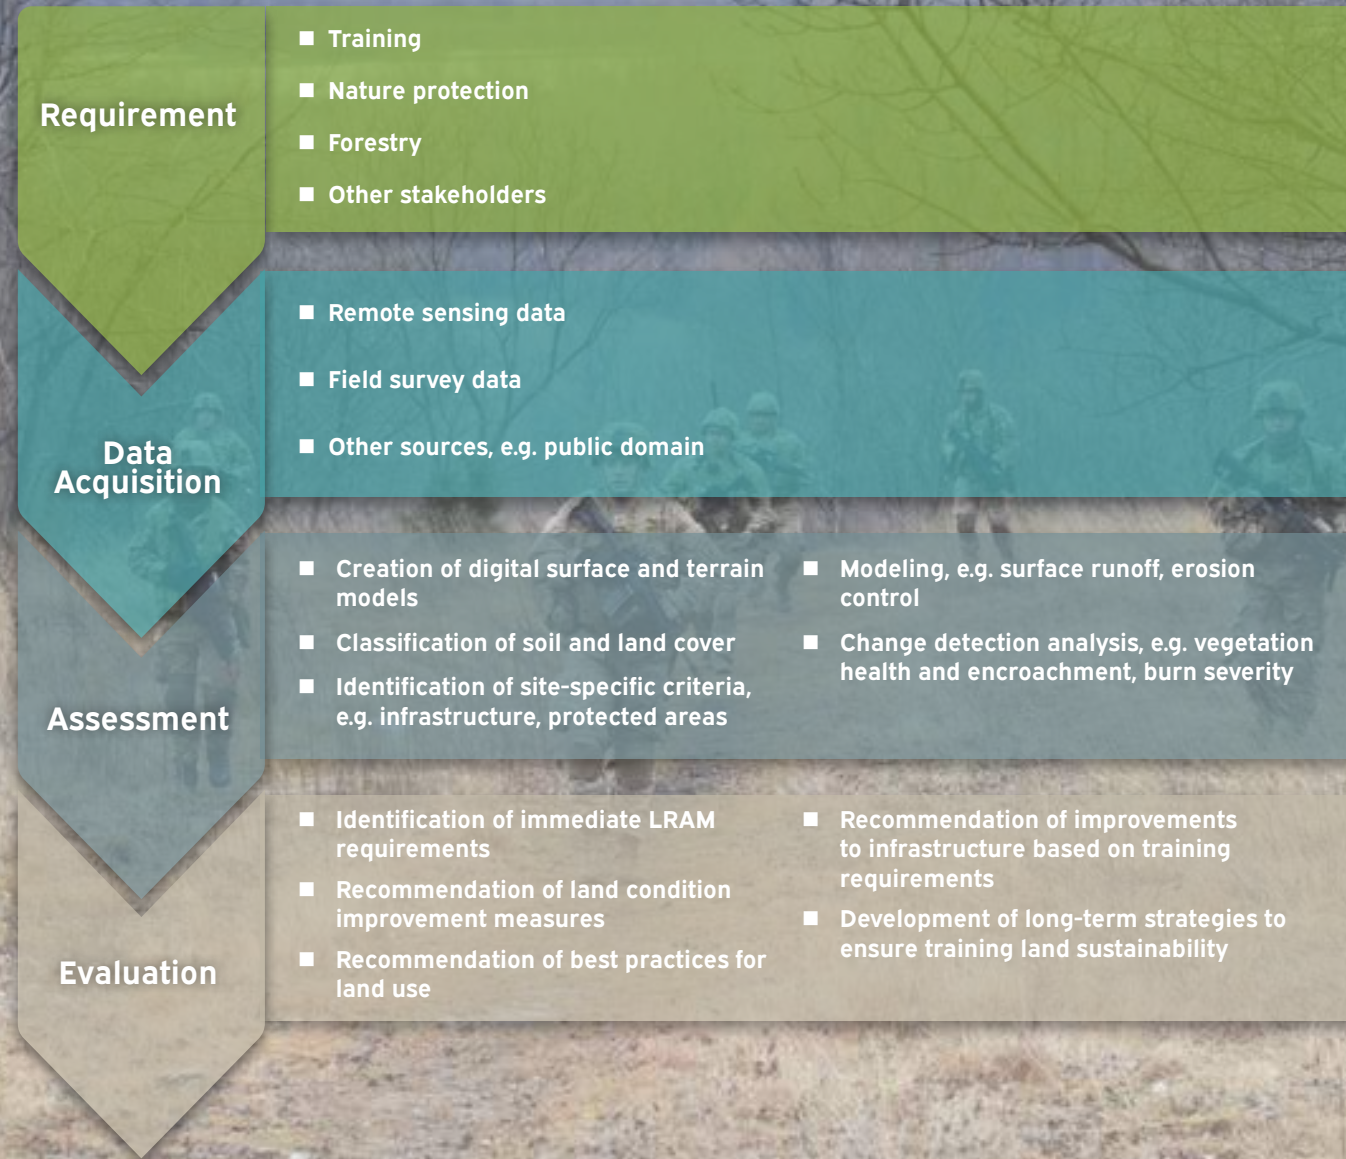 Requirement
Training
Nature protection
Forestry
Other stakeholders
Data
Acquisition
Remote sensing data
Field survey data
Other sources, e.g. public domain
Assessment
Creation of digital surface and terrain
models
Classification of soil and land cover
Identification of site-specific criteria,
e.g. infrastructure, protected areas
Modeling, e.g. surface runoff, erosion
control
Change detection analysis, e.g. vegetation
health and encroachment, burn severity
Evaluation
Identification of immediate LRAM
requirements
Recommendation of land condition
improvement measures
Recommendation of best practices for
land use
Recommendation of improvements
to infrastructure based on training
requirements
Development of long-term strategies to
ensure training land sustainability